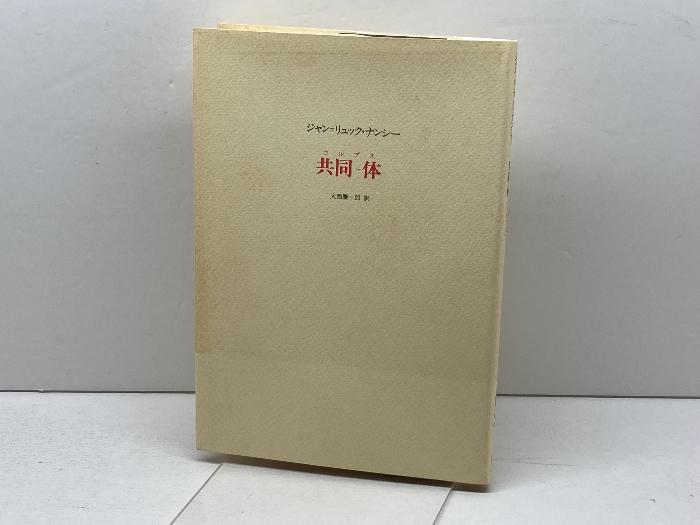 ジャン=リュック・ナンシー
コルプス
共同-体
大西雅一郎 訳